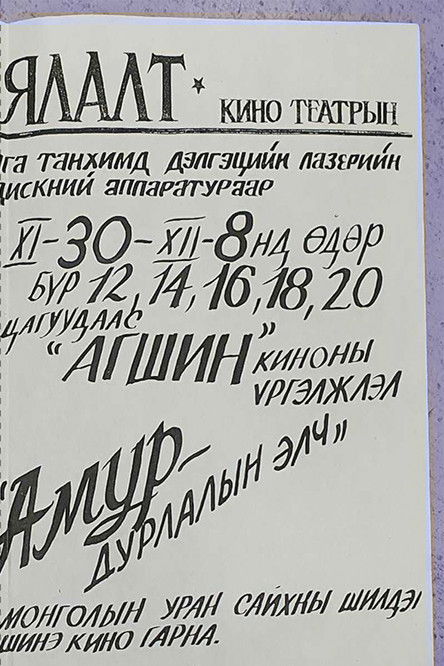 ЯЛАЛТ
КИНО ТЕАТРЫН
ТАНХИМД ДЭЛГЭЦИЙН ЛАЗЕРИЙН
ДИСКНИЙ АППАРАТУРААР
XI-30-XII-8НД ӨДӨР
БҮР 12, 14, 16, 18, 20
ЦАГУУДААС
“АГШИН” КИНОНЫ
ҮРГЭЛЖЛЭЛ
“Амур-
ДУРЛАЛЫН ЭЛЧ”
МОНГОЛЫН УРАН САЙХНЫ ШИЛДЭГ
ШИНЭ КИНО ГАРНА.